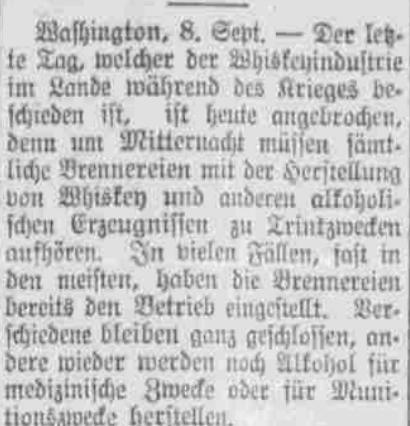 Washington, 8. Sept. — Der letz-
te Tag, welcher der Whiskeyindustrie
im Lande während des Krieges be-
schieden ist, ist heute angebrochen,
denn um Mitternacht müssen sämt-
liche Brennereien mit der Herstellung
von Whiskey und anderen alkoholi-
schen Erzeugnissen zu Trinkzwecken
aufhören. In vielen Fällen, fast in
den meisten, haben die Brennereien
bereits den Betrieb eingestellt. Ver-
schiedene bleiben ganz geschlossen, an-
dere wieder werden noch Alkohol für
medizinische Zwecke oder für Muni-
tionszwecke herstellen.